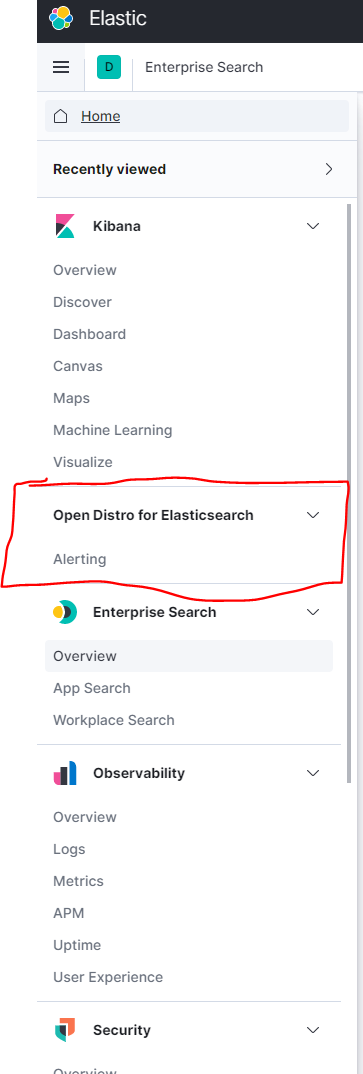 Elastic
D
Enterprise Search
Home
Recently viewed
Kibana
Overview
Discover
Dashboard
Canvas
Maps
Machine Learning
Visualize
Open Distro for Elasticsearch
Alerting
Enterprise Search
Overview
App Search
Workplace Search
Observability
Overview
Logs
Metrics
APM
Uptime
User Experience
Security
Overview